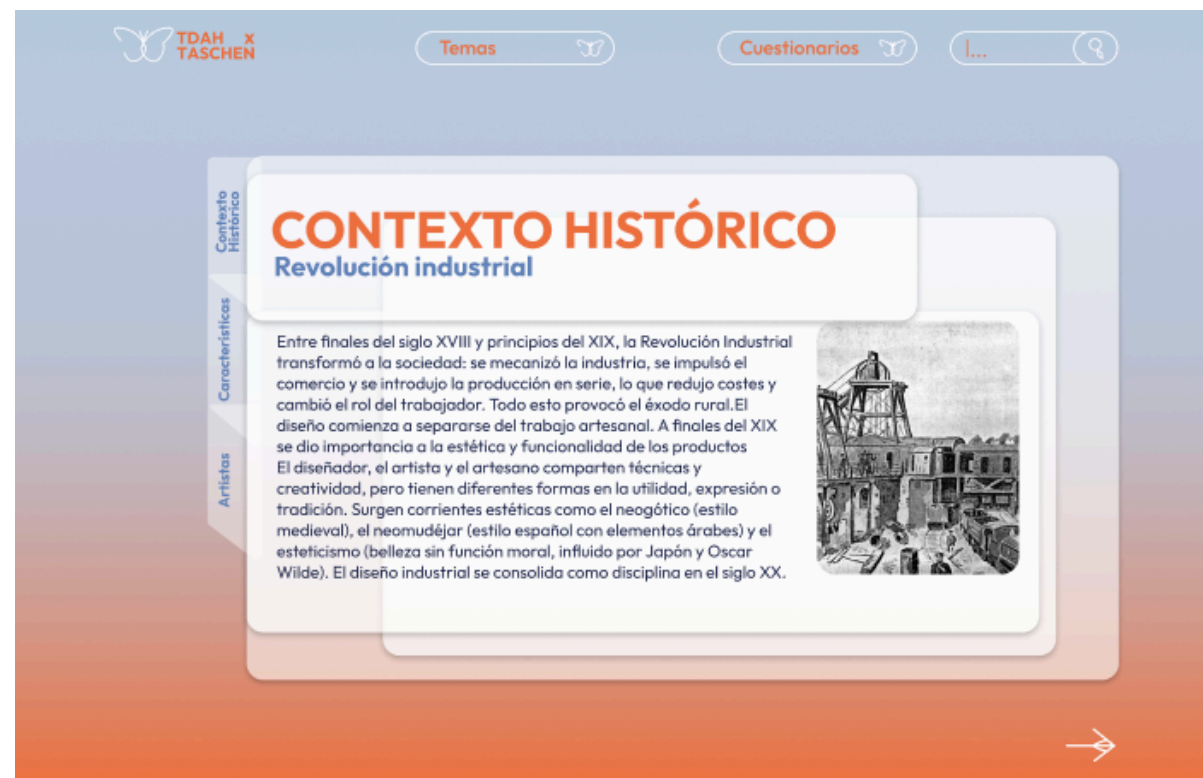 TDAH x
TASCHEN
Temas
Cuestionarios
|...
Contexto
Histórico
Características
Artistas
CONTEXTO HISTÓRICO
Revolución industrial
Entre finales del siglo XVIII y principios del XIX, la Revolución Industrial
transformó a la sociedad: se mecanizó la industria, se impulsó el
comercio y se introdujo la producción en serie, lo que redujo costes y
cambió el rol del trabajador. Todo esto provocó el éxodo rural.El
diseño comienza a separarse del trabajo artesanal. A finales del XIX
se dio importancia a la estética y funcionalidad de los productos
El diseñador, el artista y el artesano comparten técnicas y
creatividad, pero tienen diferentes formas en la utilidad, expresión o
tradición. Surgen corrientes estéticas como el neogótico (estilo
medieval), el neomudéjar (estilo español con elementos árabes) y el
esteticismo (belleza sin función moral, influido por Japón y Oscar
Wilde). El diseño industrial se consolida como disciplina en el siglo XX.